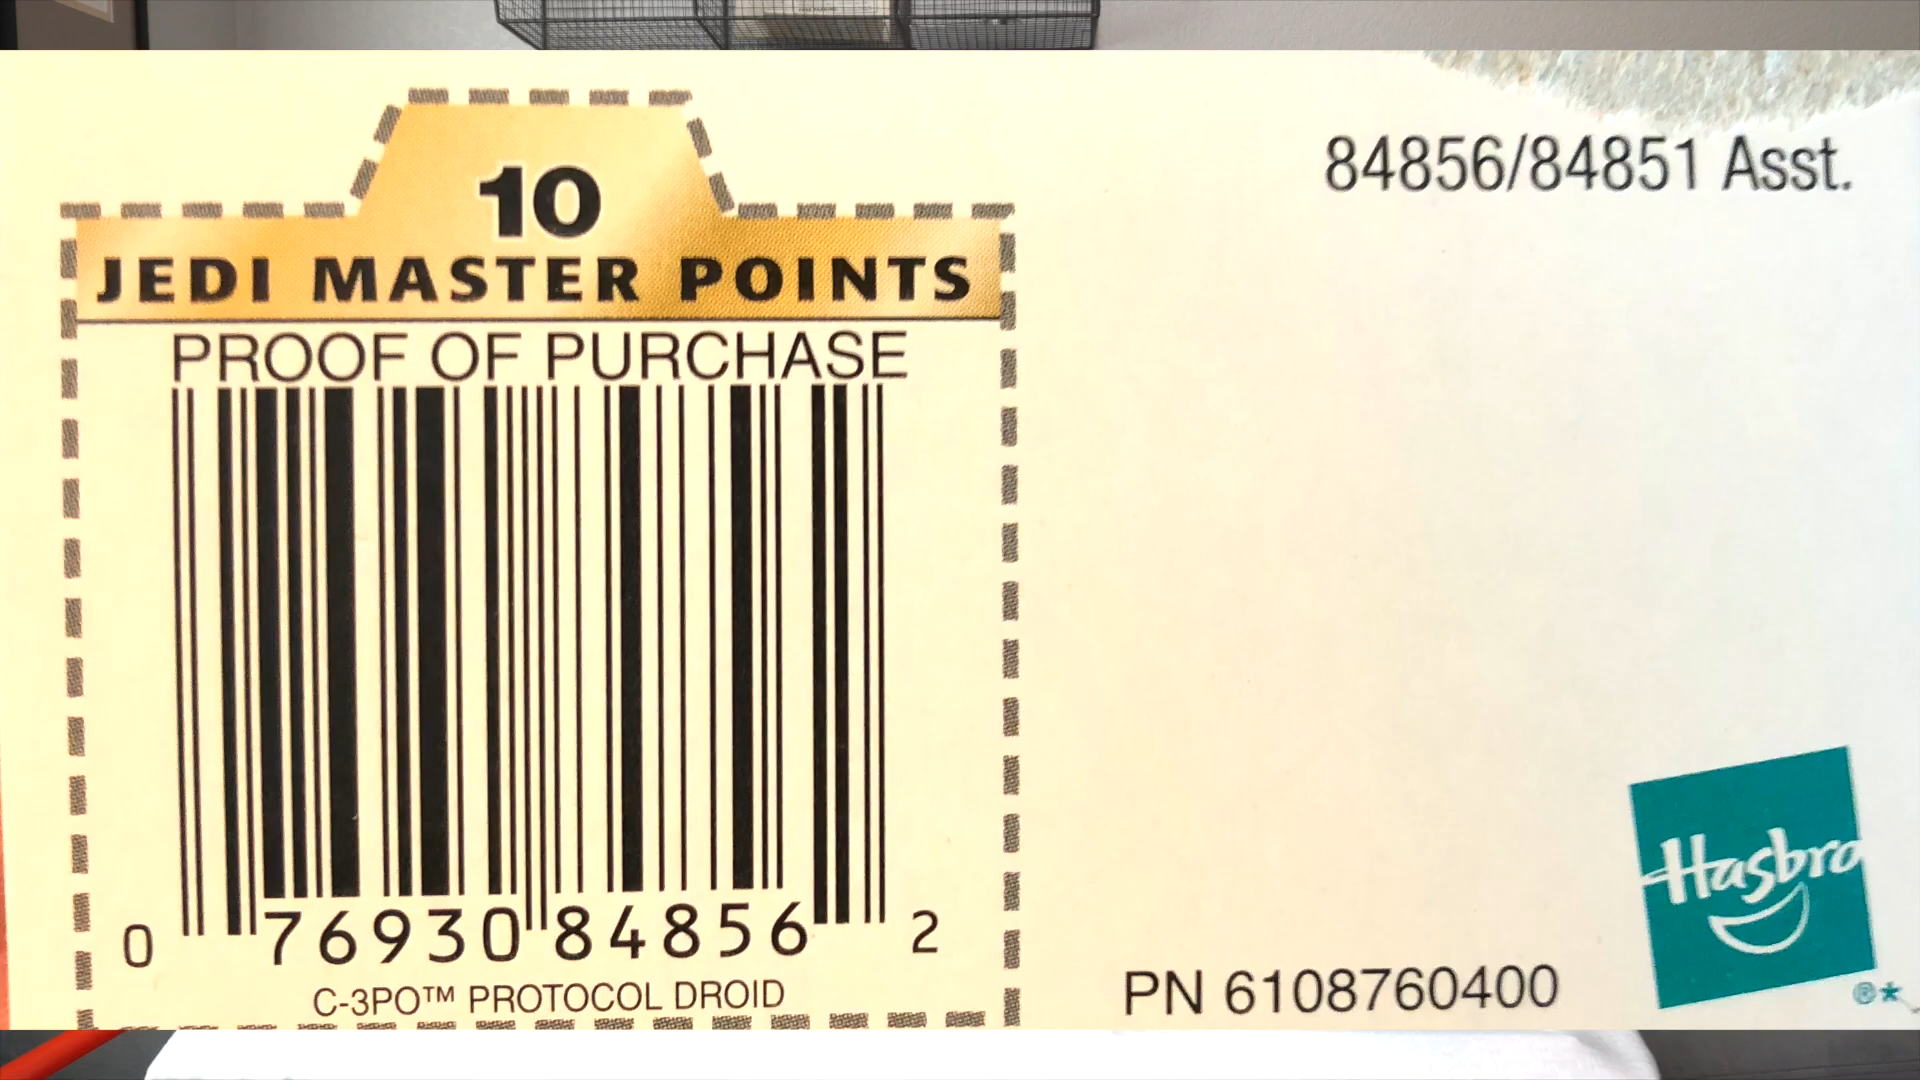 10
JEDI MASTER POINTS
PROOF OF PURCHASE
0 76930 84856 2
C-3PO™ PROTOCOL DROID
84856/84851 Asst.
PN 6108760400
Hasbro
®*